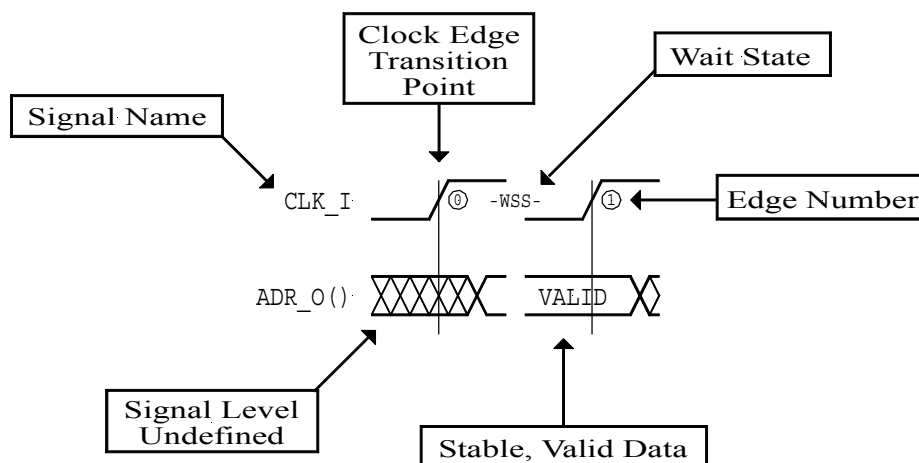 Clock Edge
Transition
Point
Wait State
Signal Name
CLK_I
0
-WSS-
1
Edge Number
ADR_O()
VALID
Signal Level
Undefined
Stable, Valid Data